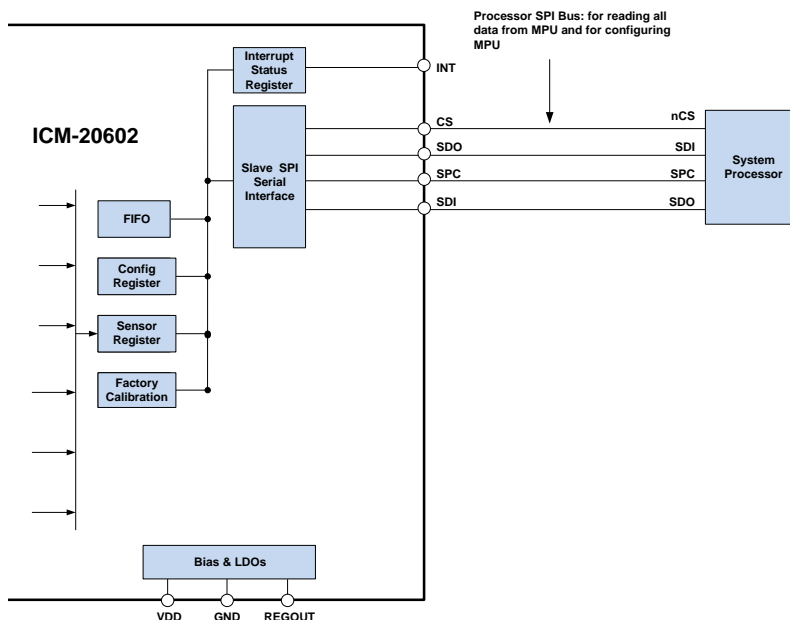 Processor SPI Bus: for reading all
data from MPU and for configuring
MPU
Interrupt
Status
Register
INT
ICM-20602
CS
nCS
SDO
SDI
Slave SPI
Serial
Interface
System
Processor
SPC
SPC
SDI
SDO
FIFO
Config
Register
Sensor
Register
Factory
Calibration
Bias & LDOs
VDD
GND
REGOUT